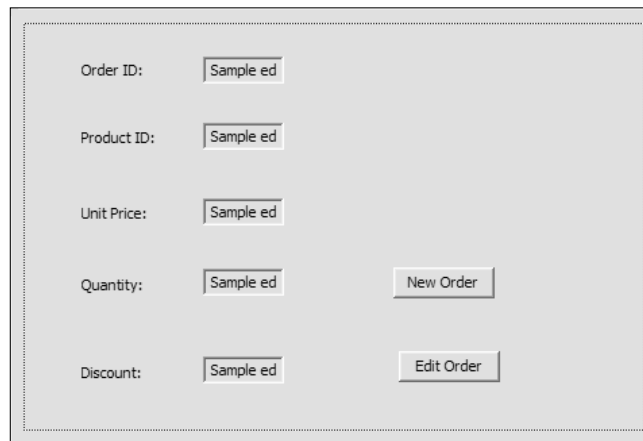 Order ID: Sample ed
Product ID: Sample ed
Unit Price: Sample ed
Quantity: Sample ed New Order
Discount: Sample ed Edit Order